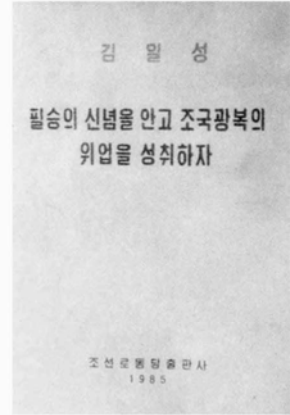 김 일 성
필승의 신념을 안고 조국광복의
위업을 성취하자
조선로동당출판사
1985